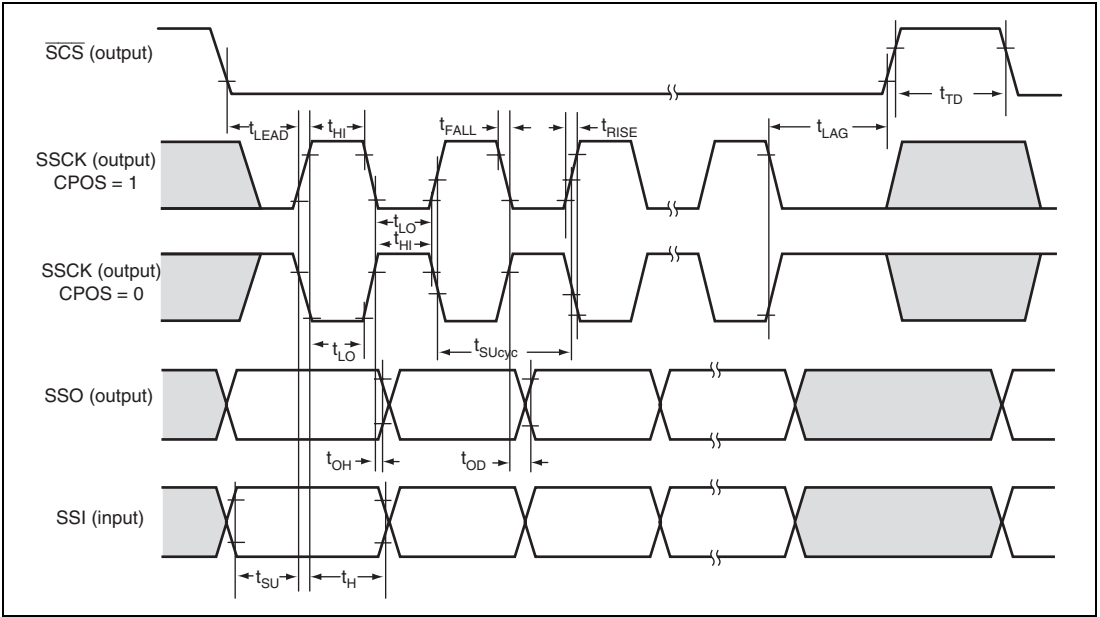 SCS (output)
tTD
tLEAD
tHI
tFALL
tRISE
tLAG
SSCK (output)
CPOS = 1
tLO
tHI
SSCK (output)
CPOS = 0
tLO
tSUcyc
SSO (output)
tOH
tOD
SSI (input)
tSU
tH